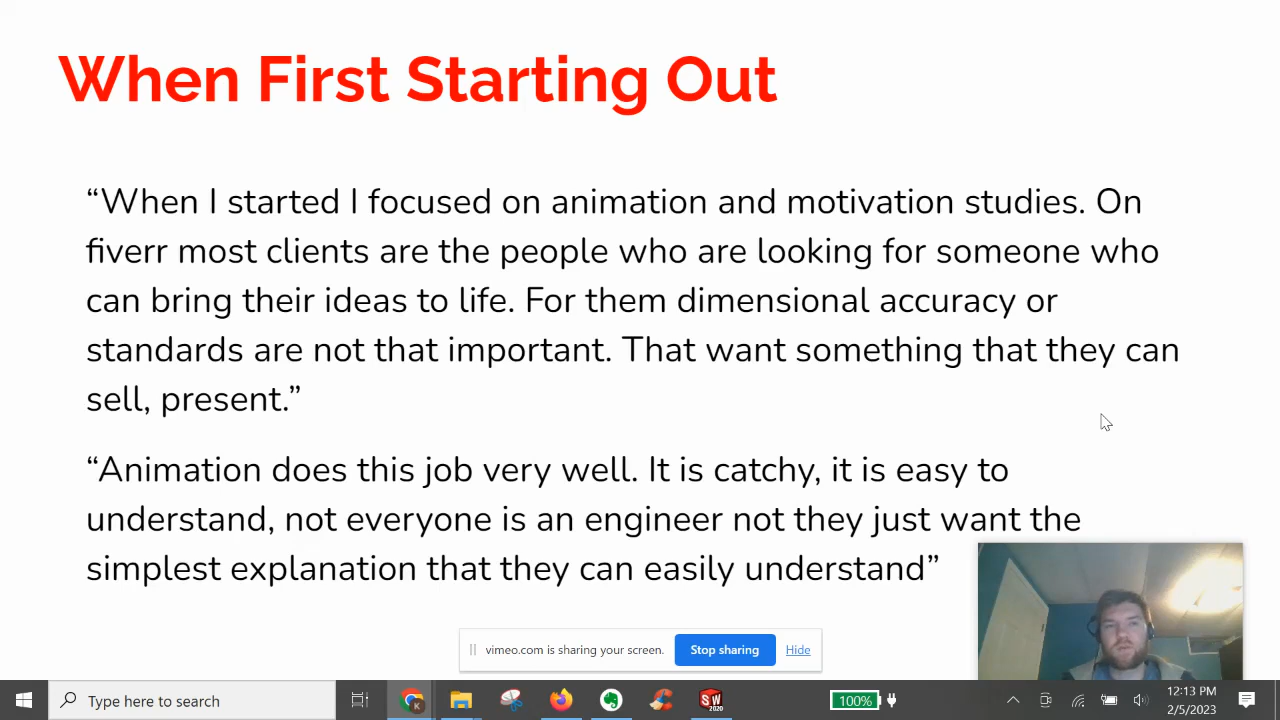 When First Starting Out
“When I started I focused on animation and motivation studies. On
fiverr most clients are the people who are looking for someone who
can bring their ideas to life. For them dimensional accuracy or
standards are not that important. That want something that they can
sell, present.”
“Animation does this job very well. It is catchy, it is easy to
understand, not everyone is an engineer not they just want the
simplest explanation that they can easily understand”
vimeo.com is sharing your screen.
Stop sharing
Hide
Type here to search
K
SW
2020
100%
12:13 PM
2/5/2023